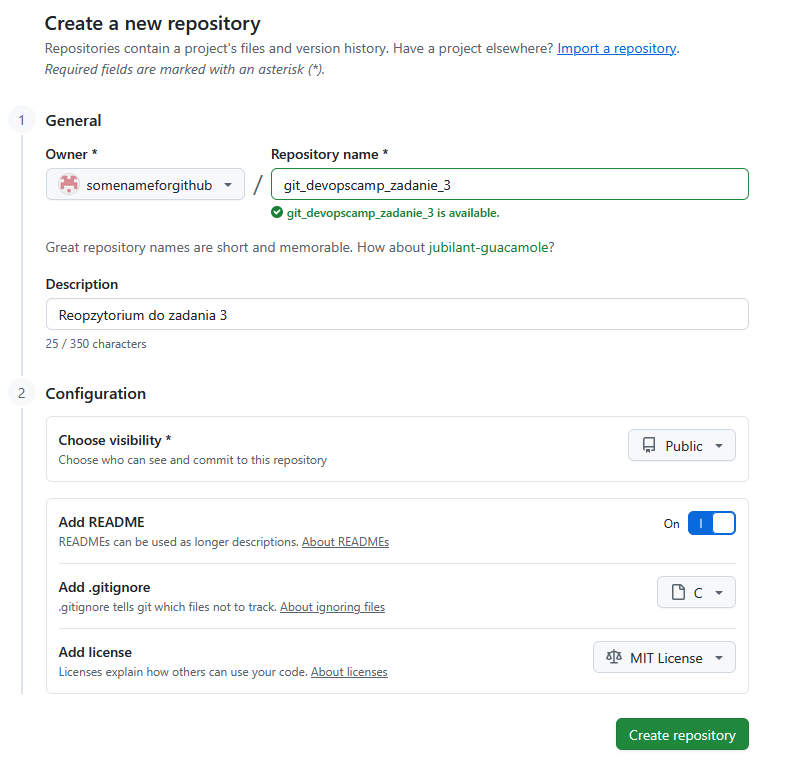 Create a new repository
Repositories contain a project's files and version history. Have a project elsewhere? Import a repository.
Required fields are marked with an asterisk (*).
1 General
Owner *
Repository name *
somenameforgithub
/
git_devopscamp_zadanie_3
git_devopscamp_zadanie_3 is available.
Great repository names are short and memorable. How about jubilant-guacamole?
Description
Reopzytorium do zadania 3
25 / 350 characters
2 Configuration
Choose visibility *
Choose who can see and commit to this repository
Public
Add README
READMEs can be used as longer descriptions. About READMEs
On
Add .gitignore
.gitignore tells git which files not to track. About ignoring files
C
Add license
Licenses explain how others can use your code. About licenses
MIT License
Create repository